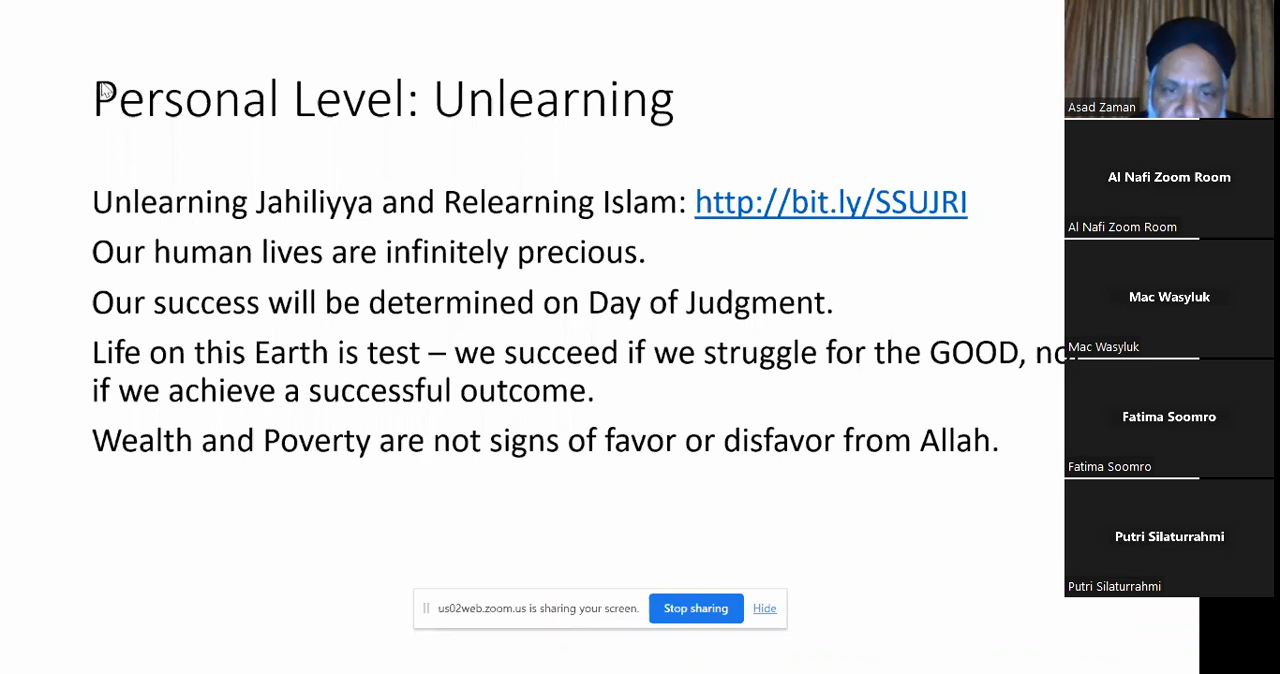 Personal Level: Unlearning
Unlearning Jahiliyya and Relearning Islam: http://bit.ly/SSUJRI
Our human lives are infinitely precious.
Our success will be determined on Day of Judgment.
Life on this Earth is test – we succeed if we struggle for the GOOD,
if we achieve a successful outcome.
Wealth and Poverty are not signs of favor or disfavor from Allah.
us02web.zoom.us is sharing your screen. Stop sharing Hide
Asad Zaman
Al Nafi Zoom Room
Al Nafi Zoom Room
Mac Wasyluk
Mac Wasyluk
Fatima Soomro
Fatima Soomro
Putri Silaturrahmi
Putri Silaturrahmi